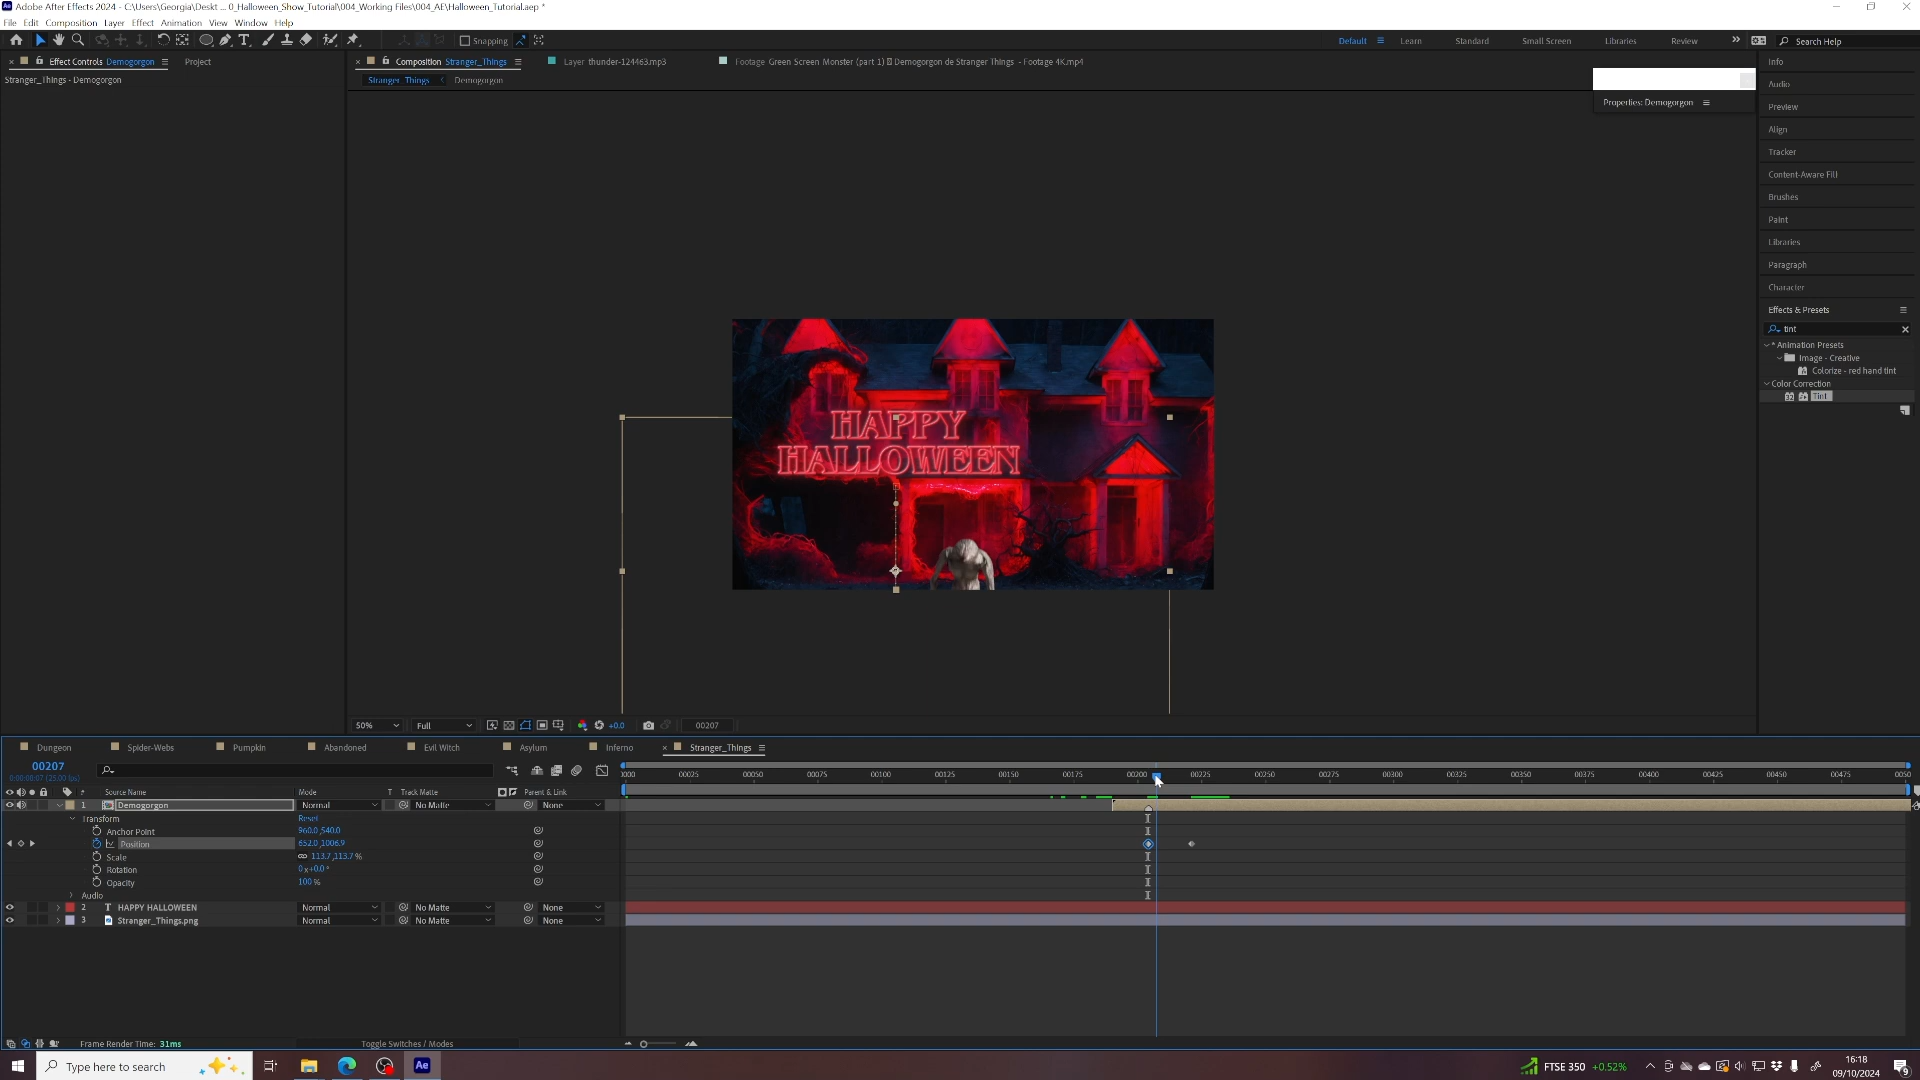 Adobe After Effects 2024 - C:\Users\Georgia\Deskt ... 0_Halloween_Show_Tutorial\004_Working Files\004_AE\Halloween_Tutorial.aep *
File Edit Composition Layer Effect Animation View Window Help
Snapping
Default Learn Standard Small Screen Libraries Review Search Help
Effect Controls Demogorgon Project
Stranger_Things - Demogorgon
Composition Stranger_Things Layer thunder-124463.mp3 Footage Green Screen Monster (part 1) Demogorgon de Stranger Things - Footage 4K.mp4
Stranger_Things Demogorgon
Properties: Demogorgon
Info
Audio
Preview
Align
Tracker
Content-Aware Fill
Brushes
Paint
Libraries
Paragraph
Character
Effects & Presets
tint
* Animation Presets
Image - Creative
Colorize - red hand tint
Color Correction
Tint
HAPPY
HALLOWEEN
50% Full +0.0 00207
Dungeon Spider-Webs Pumpkin Abandoned Evil Witch Asylum Inferno Stranger_Things
00207
0:00:08:07 (25.00 fps)
0000 00025 00050 00075 00100 00125 00150 00175 00200 00225 00250 00275 00300 00325 00350 00375 00400 00425 00450 00475 0050
# Source Name Mode T Track Matte Parent & Link
1 Demogorgon Normal No Matte None
Transform Reset
Anchor Point 960.0,540.0
Position 652.0,1006.9
Scale 113.7,113.7 %
Rotation 0x+0.0°
Opacity 100 %
Audio
2 T HAPPY HALLOWEEN Normal No Matte None
3 Stranger_Things.png Normal No Matte None
Frame Render Time: 31ms Toggle Switches / Modes
Type here to search Ae FTSE 350 +0.52% 16:18
09/10/2024 9